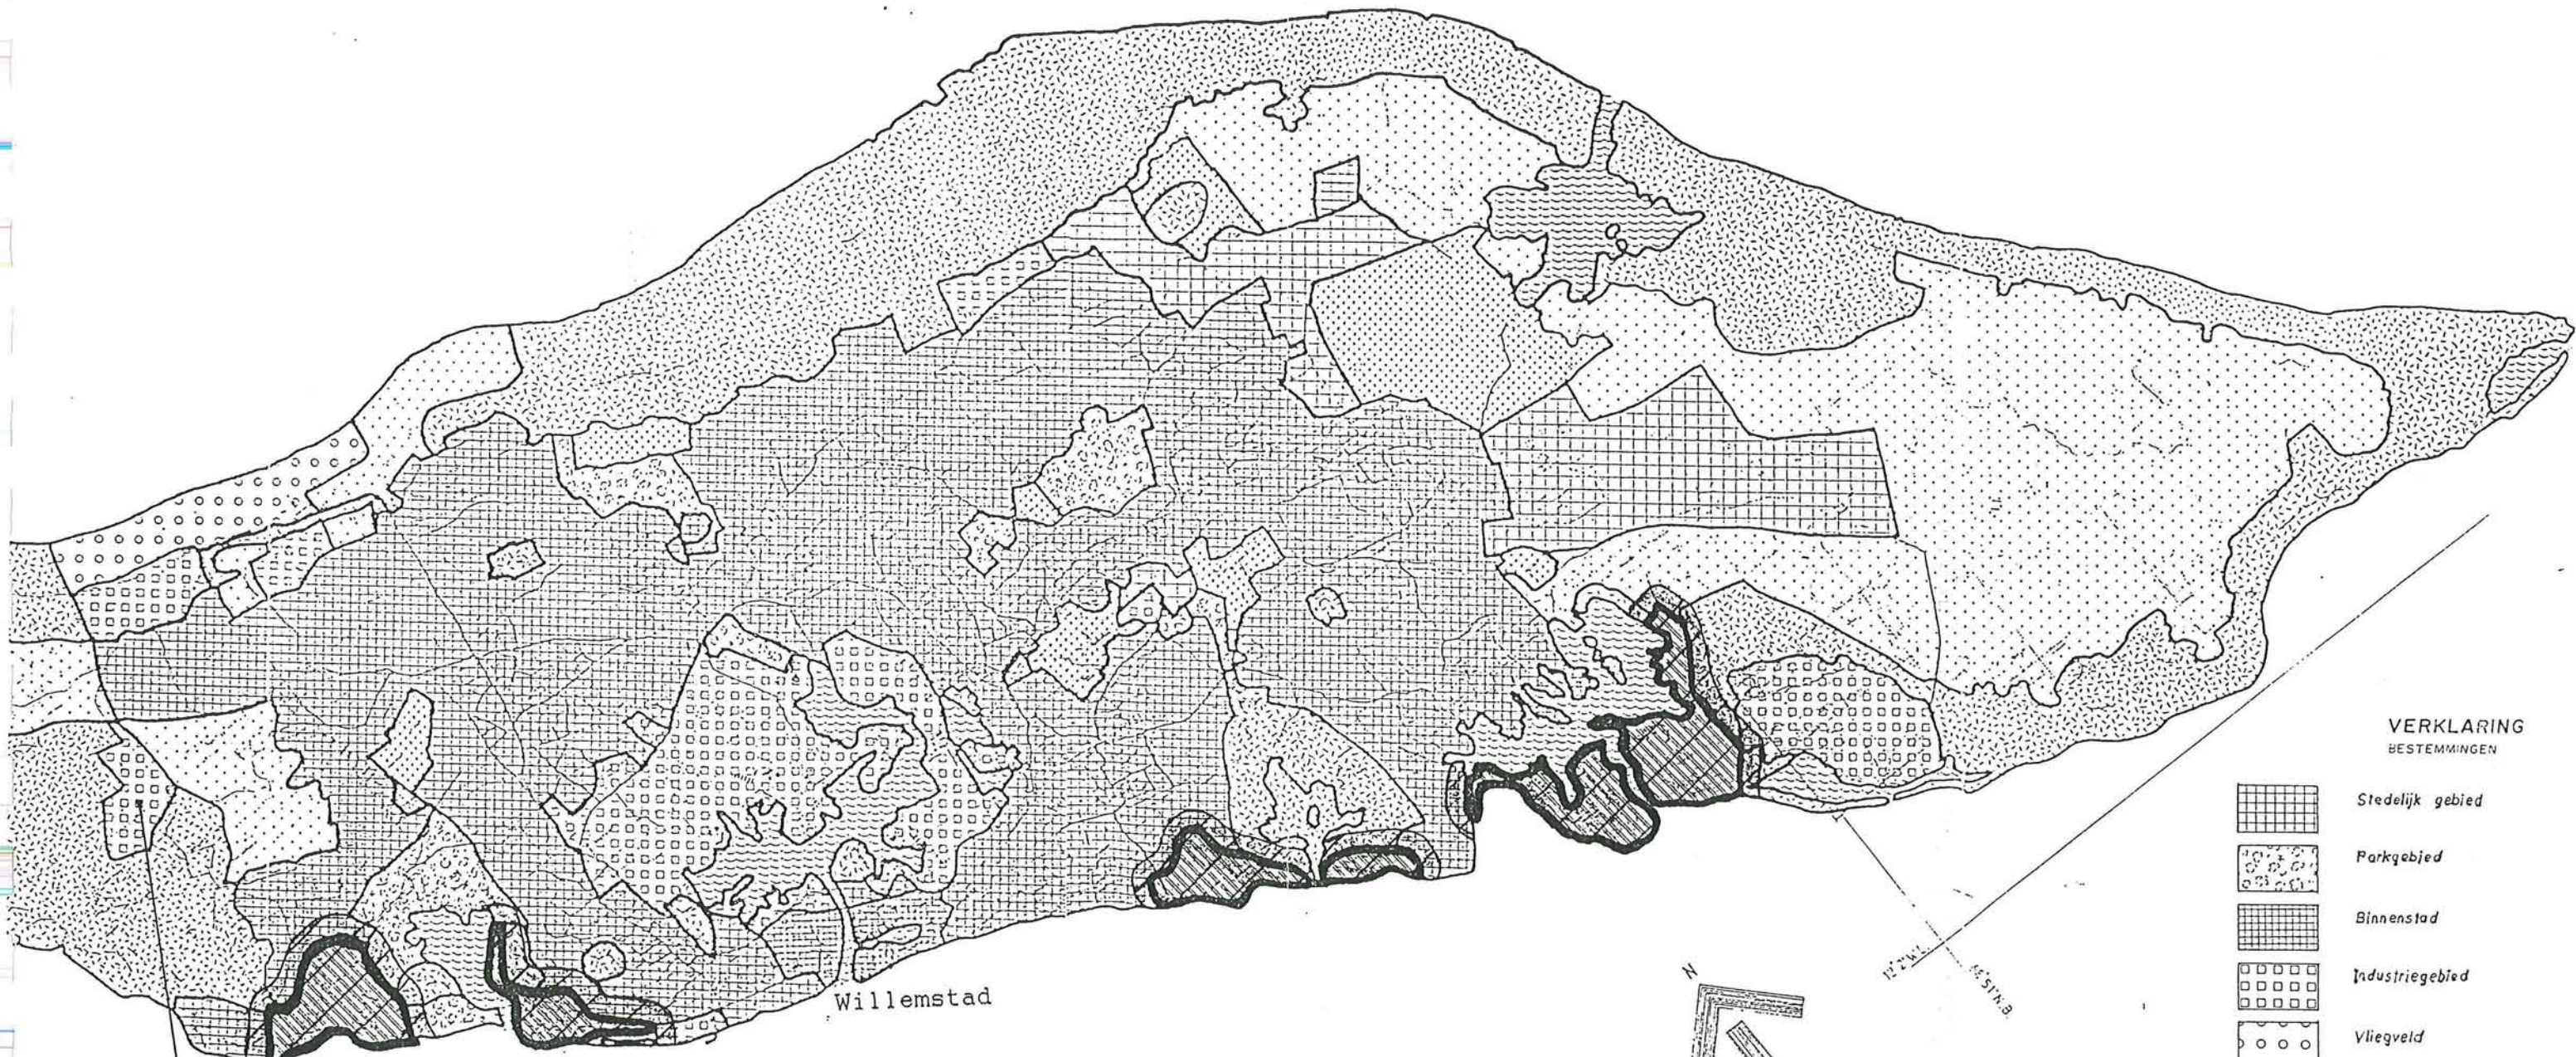 VERKLARING
BESTEMMINGEN
Stedelijk gebied
Parkgebied
Binnenstad
Industriegebied
Vliegveld
Willemstad
N